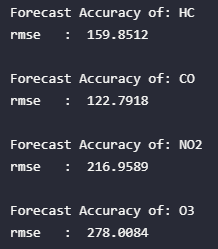 Forecast Accuracy of: HC
rmse   :  159.8512
Forecast Accuracy of: CO
rmse   :  122.7918
Forecast Accuracy of: NO2
rmse   :  216.9589
Forecast Accuracy of: O3
rmse   :  278.0084